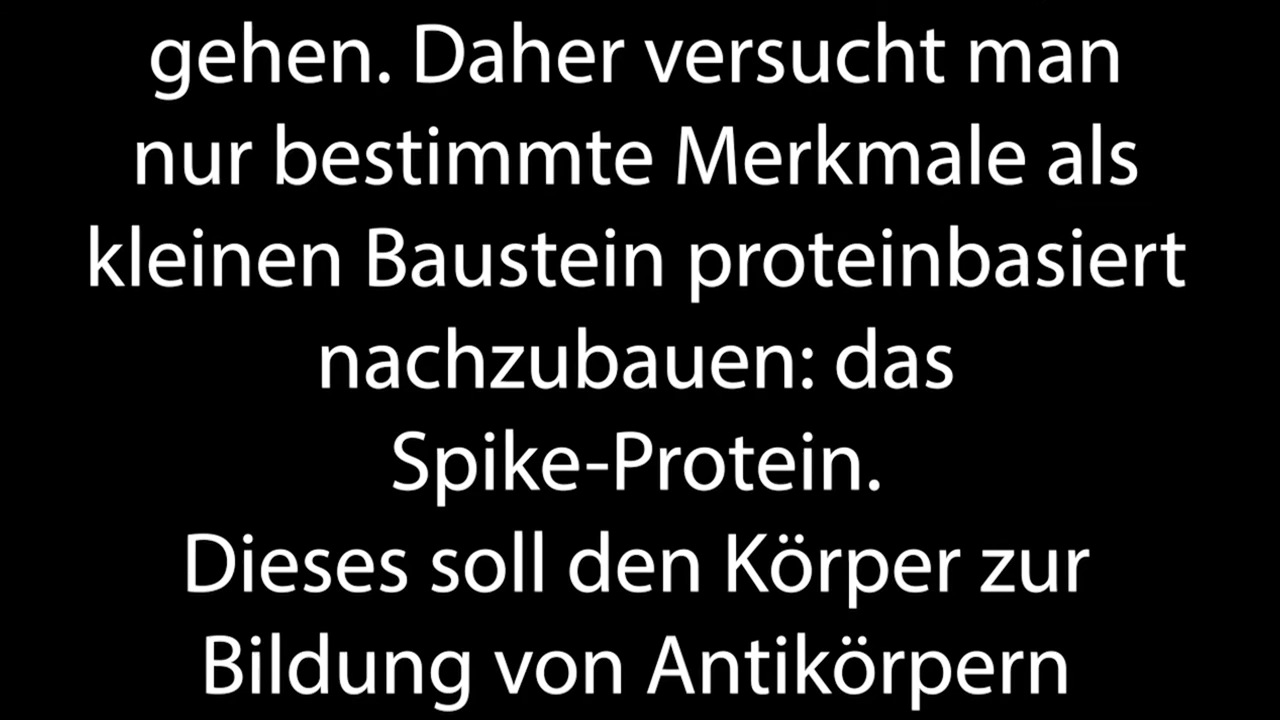 gehen. Daher versucht man
nur bestimmte Merkmale als
kleinen Baustein proteinbasiert
nachzubauen: das
Spike-Protein.
Dieses soll den Körper zur
Bildung von Antikörpern